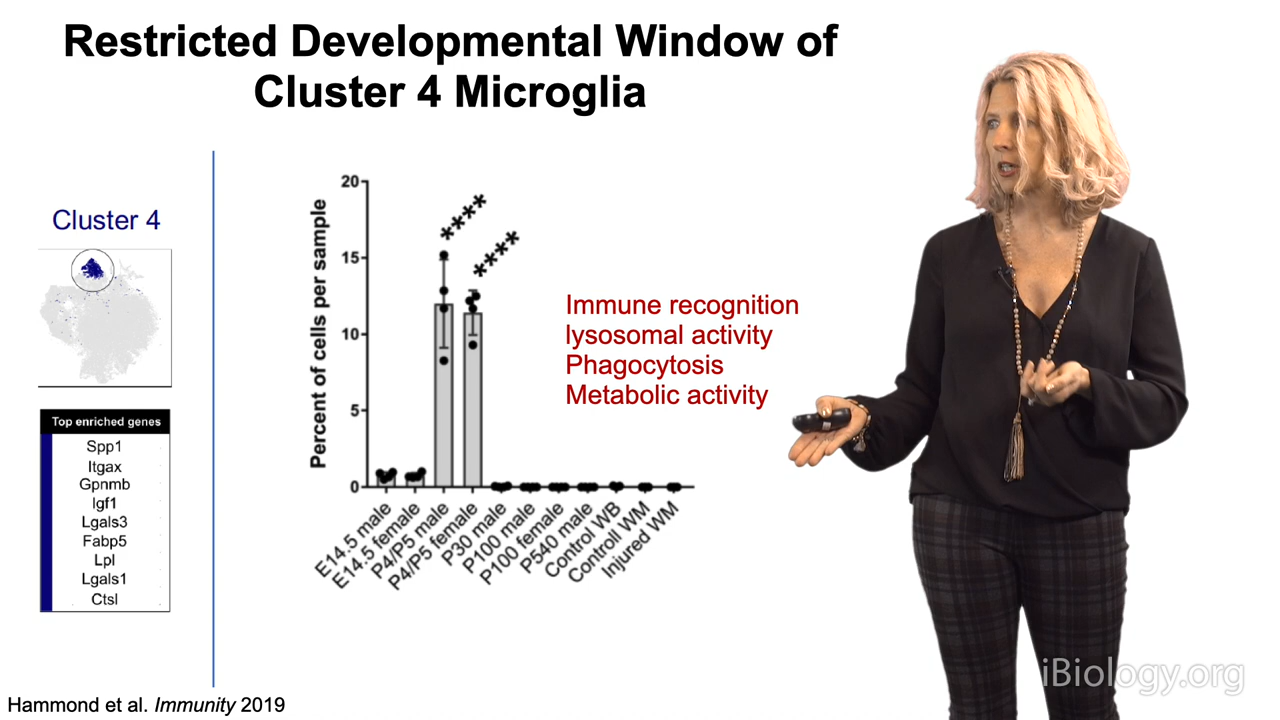 Restricted Developmental Window of
Cluster 4 Microglia
Cluster 4
Top enriched genes
Spp1
Itgax
Gpnmb
Igf1
Lgals3
Fabp5
Lpl
Lgals1
Ctsl
Percent of cells per sample
20
15
10
5
0
****
****
E14.5 male
E14.5 female
P4/P5 male
P4/P5 female
P30 male
P100 male
P100 female
P540 male
Control WB
Controll WM
Injured WM
Immune recognition
lysosomal activity
Phagocytosis
Metabolic activity
Hammond et al. Immunity 2019
iBiology.org